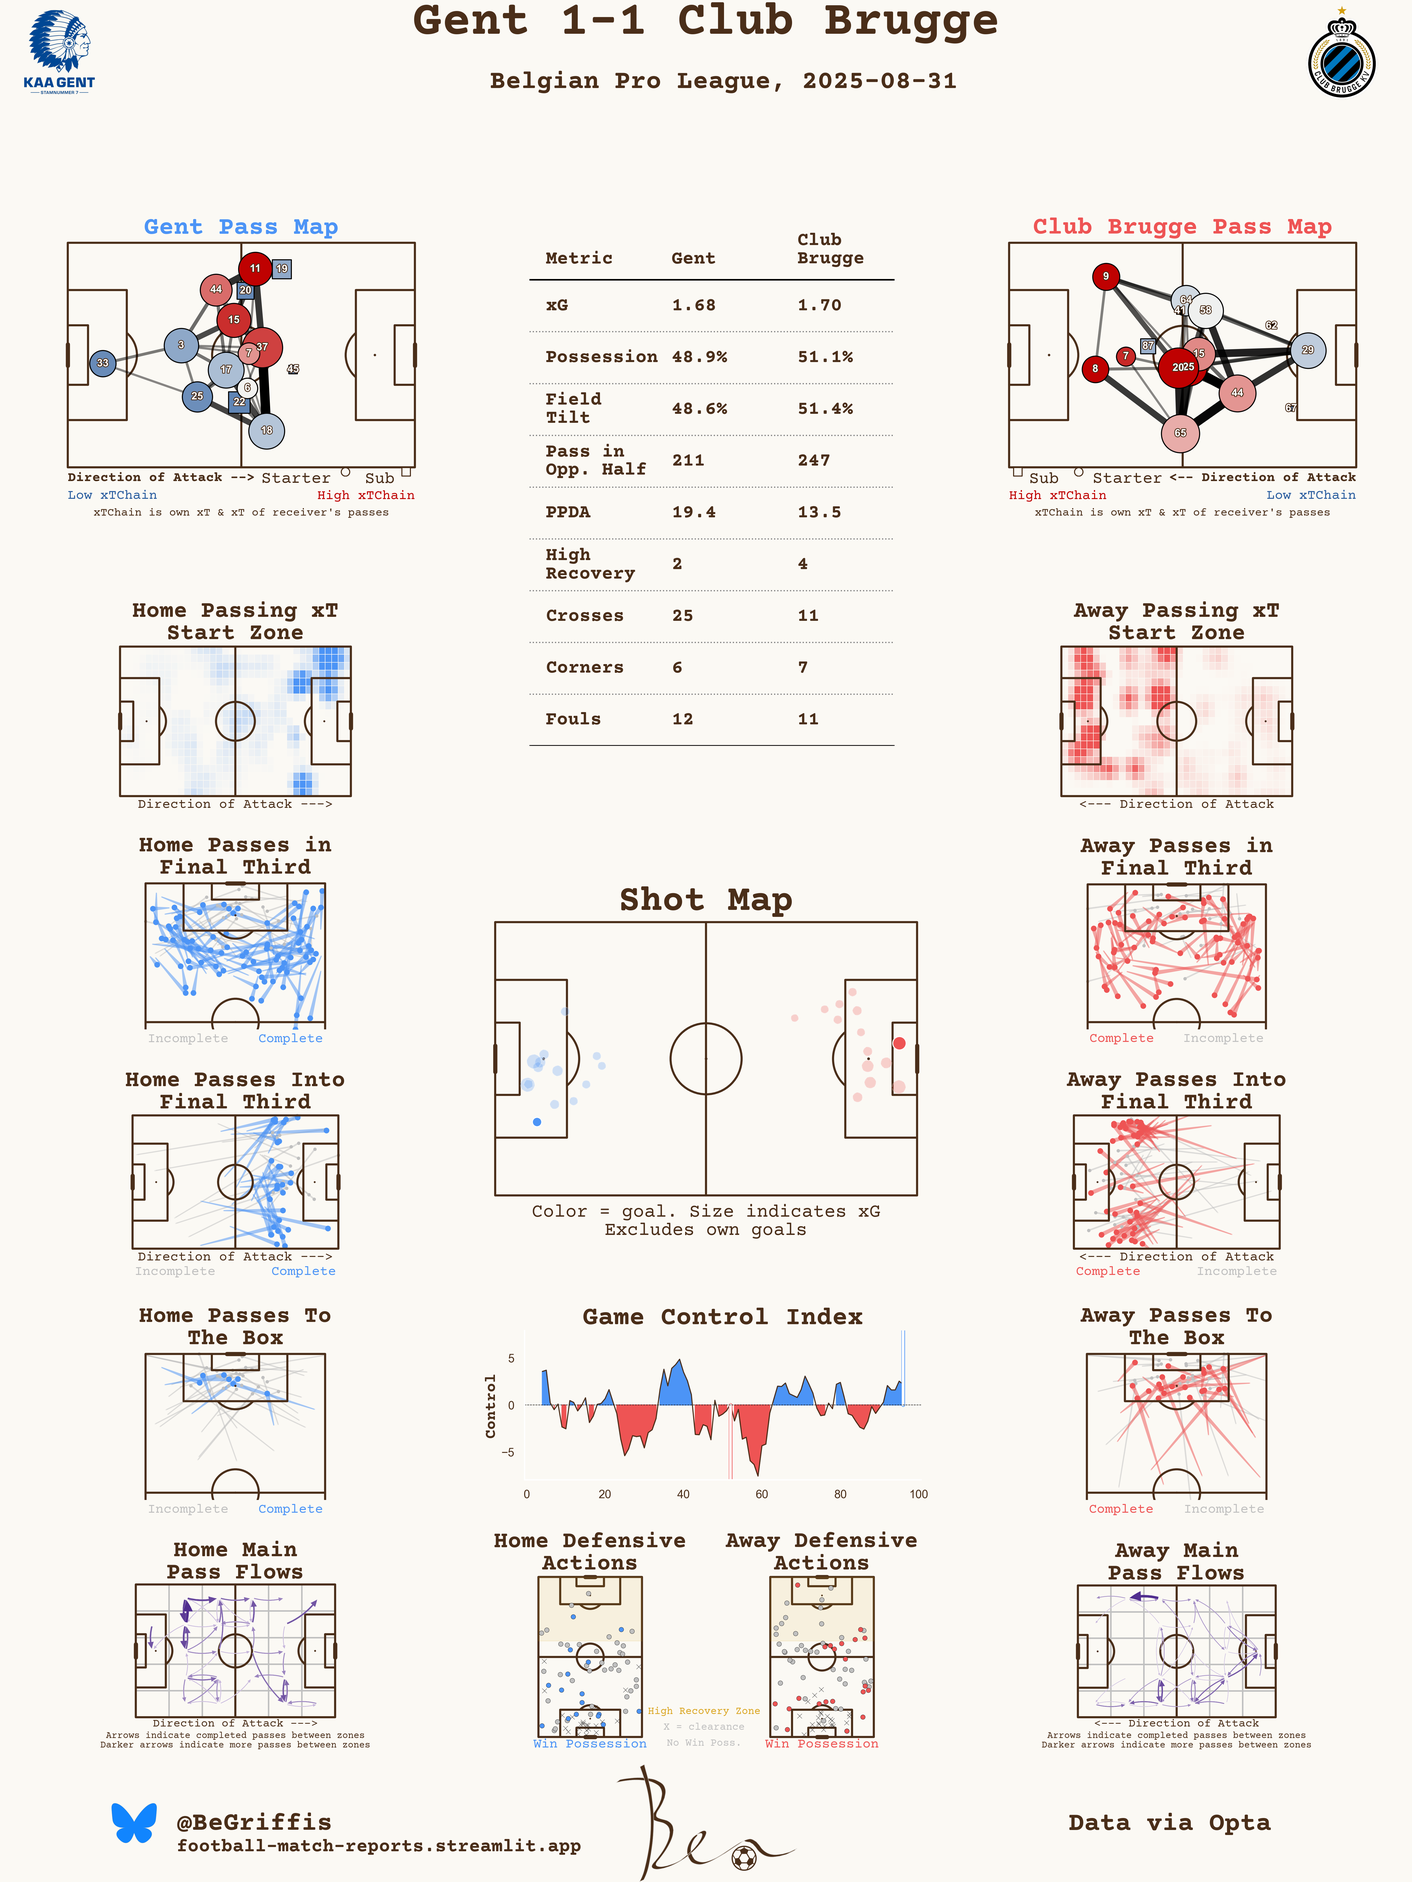 Gent 1-1 Club Brugge
Belgian Pro League, 2025-08-31
KAA GENT
STAMNUMMER 7
CLUB BRUGGE KV
Gent Pass Map
11
19
44
20
15
3
37
7
33
17
45
6
25
22
18
Direction of Attack --> Starter Sub
Low xTChain High xTChain
xTChain is own xT & xT of receiver's passes
Metric Gent Club Brugge
xG 1.68 1.70
Possession 48.9% 51.1%
Field Tilt 48.6% 51.4%
Pass in Opp. Half 211 247
PPDA 19.4 13.5
High Recovery 2 4
Crosses 25 11
Corners 6 7
Fouls 12 11
Club Brugge Pass Map
9
64
41
58
62
87
7
15
29
8
20
25
44
67
65
Sub Starter <-- Direction of Attack
High xTChain Low xTChain
xTChain is own xT & xT of receiver's passes
Home Passing xT
Start Zone
Direction of Attack --->
Away Passing xT
Start Zone
<--- Direction of Attack
Home Passes in
Final Third
Incomplete Complete
Away Passes in
Final Third
Complete Incomplete
Shot Map
Color = goal. Size indicates xG
Excludes own goals
Home Passes Into
Final Third
Direction of Attack --->
Incomplete Complete
Away Passes Into
Final Third
<--- Direction of Attack
Complete Incomplete
Home Passes To
The Box
Incomplete Complete
Game Control Index
Control
5
0
−5
0 20 40 60 80 100
Away Passes To
The Box
Complete Incomplete
Home Main
Pass Flows
Direction of Attack --->
Arrows indicate completed passes between zones
Darker arrows indicate more passes between zones
Home Defensive
Actions
Win Possession
High Recovery Zone
X = clearance
No Win Poss.
Away Defensive
Actions
Win Possession
Away Main
Pass Flows
<--- Direction of Attack
Arrows indicate completed passes between zones
Darker arrows indicate more passes between zones
@BeGriffis
football-match-reports.streamlit.app
Ben
Data via Opta